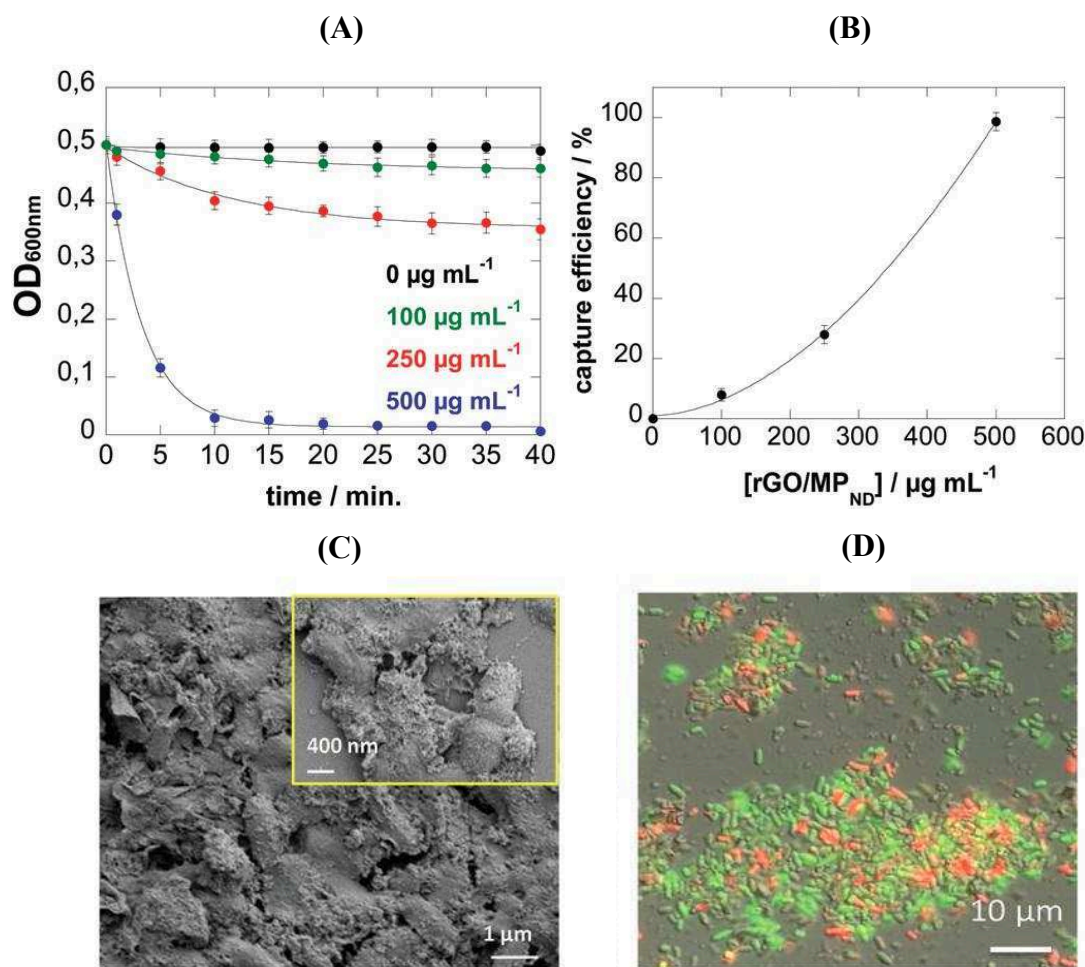 (A)
(B)
0,6
0,5
0,4
0,3
0,2
0,1
0
OD600nm
0 µg mL⁻¹
100 µg mL⁻¹
250 µg mL⁻¹
500 µg mL⁻¹
0 5 10 15 20 25 30 35 40
time / min.
100
80
60
40
20
0
capture efficiency / %
0 100 200 300 400 500 600
[rGO/MPND] / µg mL⁻¹
(C)
(D)
400 nm
1 µm
10 µm